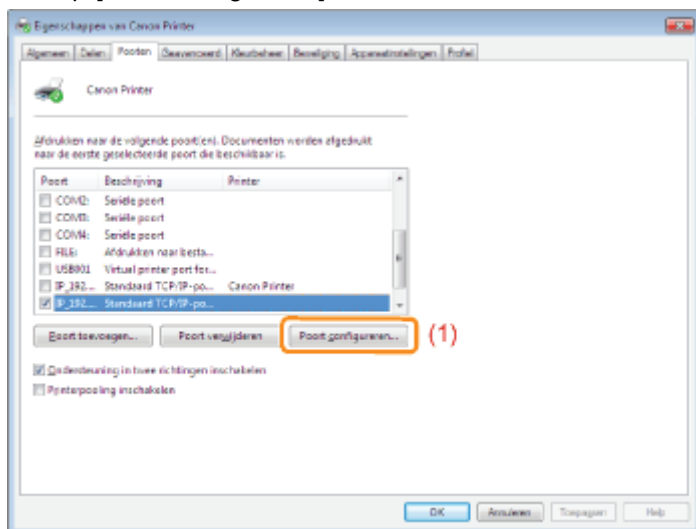 Eigenschappen van Canon Printer
Algemeen Delen Poorten Geavanceerd Kleurbeheer Beveiliging Apparaatinstellingen Profiel
Canon Printer
Afdrukken naar de volgende poort(en). Documenten worden afgedrukt
naar de eerste geselecteerde poort die beschikbaar is.
Poort Beschrijving Printer
COM2: Seriële poort
COM3: Seriële poort
COM4: Seriële poort
FILE: Afdrukken naar besta...
USB001 Virtual printer port for...
IP_192... Standaard TCP/IP-po... Canon Printer
IP_192... Standaard TCP/IP-po...
Poort toevoegen... Poort verwijderen Poort configureren... (1)
Ondersteuning in twee richtingen inschakelen
Printerpooling inschakelen
OK Annuleren Toepassen Help